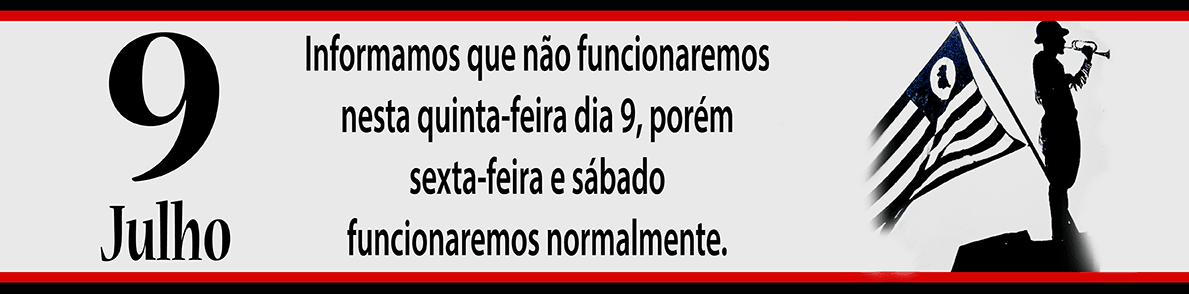 9
Julho
Informamos que não funcionaremos
nesta quinta-feira dia 9, porém
sexta-feira e sábado
funcionaremos normalmente.